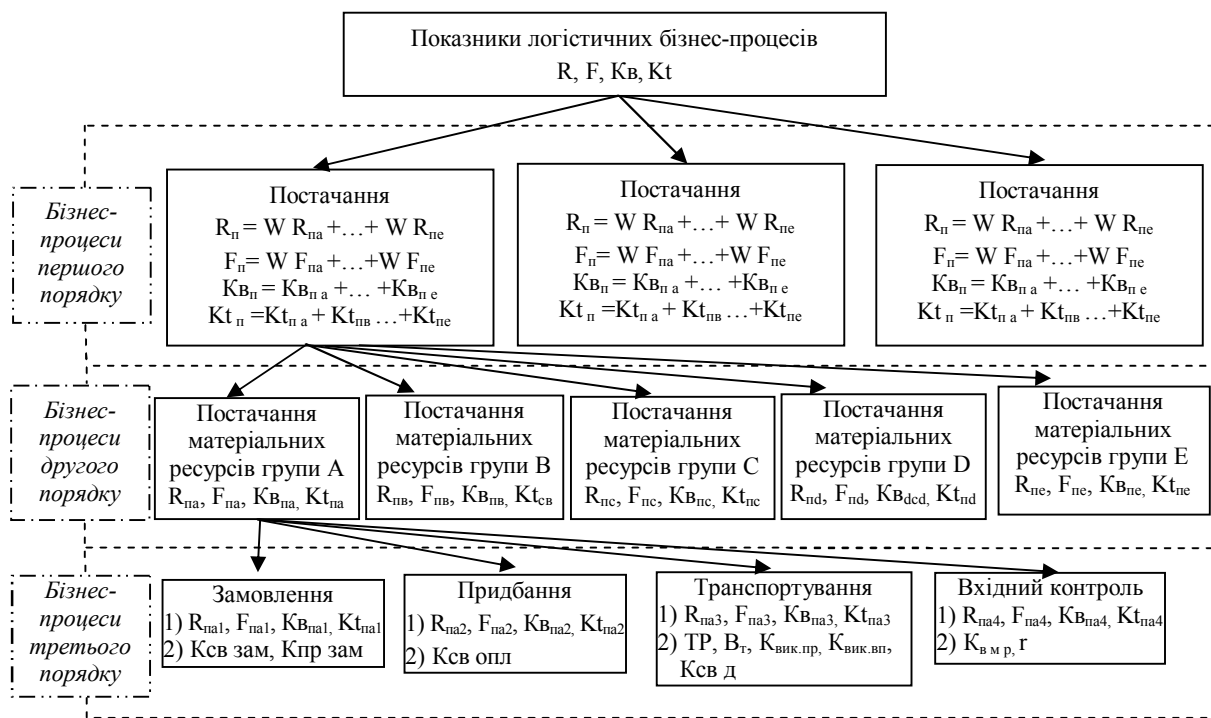 Показники логістичних бізнес-процесів
R, F, Кв, Kt
Бізнес-
процеси
першого
порядку
Постачання
Rп = W Rпа +…+ W Rпе
Fп= W Fпа +…+W Fпе
Квп = Квп а +… +Квп е
Kt п =Ktп а + Ktпв …+Ktпе
Постачання
Rп = W Rпа +…+ W Rпе
Fп= W Fпа +…+W Fпе
Квп = Квп а +… +Квп е
Kt п =Ktп а + Ktпв …+Ktпе
Постачання
Rп = W Rпа +…+ W Rпе
Fп= W Fпа +…+W Fпе
Квп = Квп а +… +Квп е
Kt п =Ktп а + Ktпв …+Ktпе
Бізнес-
процеси
другого
порядку
Постачання
матеріальних
ресурсів групи А
Rпа, Fпа, Квпа, Ktпа
Постачання
матеріальних
ресурсів групи В
Rпв, Fпв, Квпв, Ktсв
Постачання
матеріальних
ресурсів групи С
Rпс, Fпс, Квпс, Ktпс
Постачання
матеріальних
ресурсів групи D
Rпd, Fпd, Квdcd, Ktпd
Постачання
матеріальних
ресурсів групи Е
Rпе, Fпе, Квпе, Ktпе
Бізнес-
процеси
третього
порядку
Замовлення
1) Rпа1, Fпа1, Квпа1, Ktпа1
2) Ксв зам, Кпр зам
Придбання
1) Rпа2, Fпа2, Квпа2, Ktпа2
2) Ксв опл
Транспортування
1) Rпа3, Fпа3, Квпа3, Ktпа3
2) ТР, Вт, Квик.пр, Квик.вп,
Ксв д
Вхідний контроль
1) Rпа4, Fпа4, Квпа4, Ktпа4
2) Кв м р, r